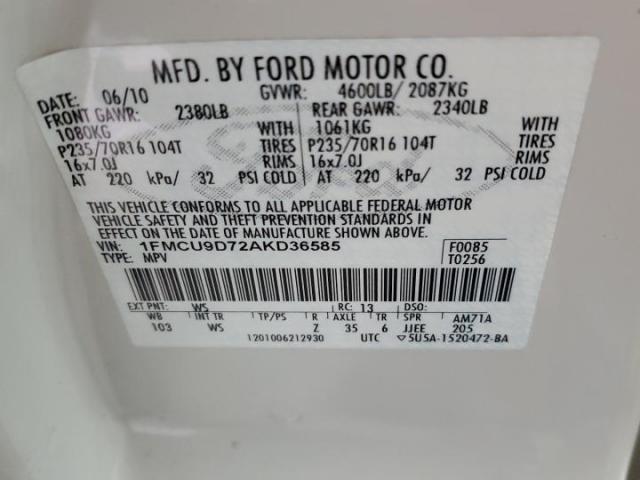 MFD. BY FORD MOTOR CO.
DATE: 06/10 GVWR: 4600LB/ 2087KG
FRONT GAWR: 2380LB REAR GAWR: 2340LB
1080KG WITH 1061KG WITH
P235/70R16 104T TIRES P235/70R16 104T TIRES
16x7.0J RIMS 16x7.0J RIMS
AT 220 kPa/ 32 PSI COLD AT 220 kPa/ 32 PSI COLD
THIS VEHICLE CONFORMS TO ALL APPLICABLE FEDERAL MOTOR
VEHICLE SAFETY AND THEFT PREVENTION STANDARDS IN
EFFECT ON THE DATE OF MANUFACTURE SHOWN ABOVE.
VIN: 1FMCU9D72AKD36585 F0085
TYPE: MPV T0256
EXT PNT: WS RC: 13 DSO:
WB INT TR TP/PS R AXLE TR SPR AM71A
103 WS Z 35 6 JJEE 205
1201006212930 UTC ▽5U5A-1520472-BA